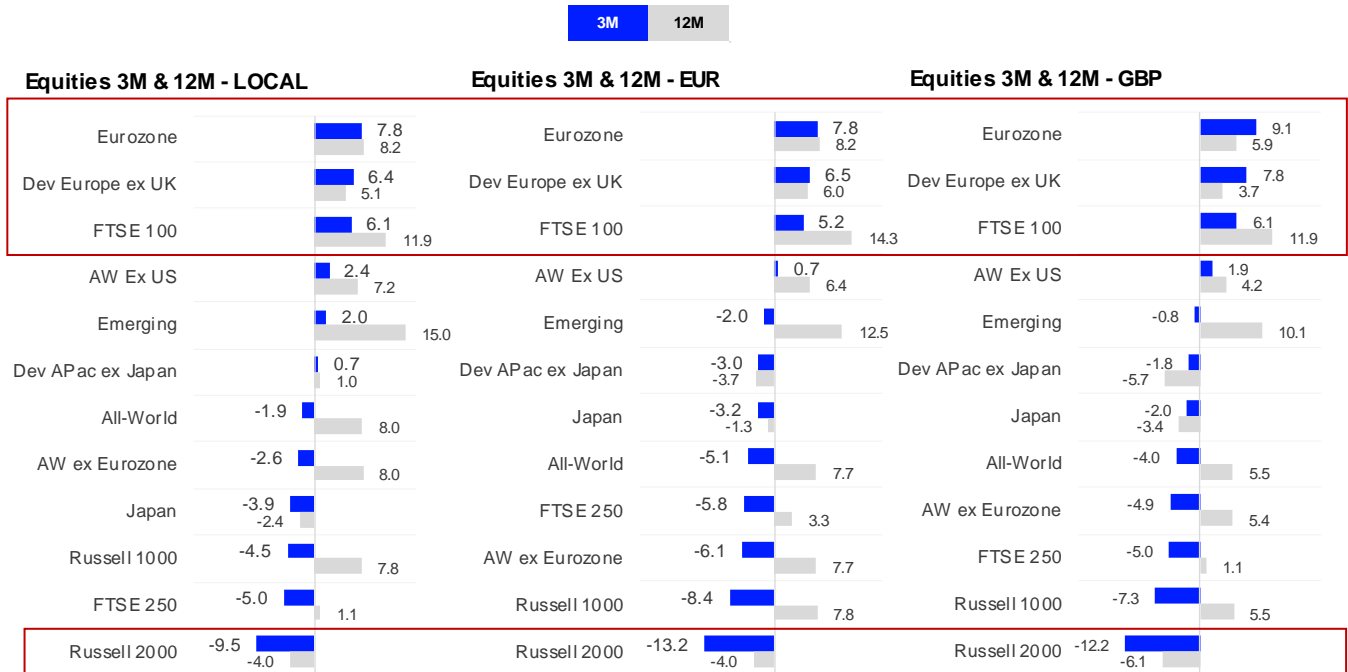 3M 12M
Equities 3M & 12M - LOCAL
Eurozone 7.8
8.2
Dev Europe ex UK 6.4
5.1
FTSE 100 6.1
11.9
AW Ex US 2.4
7.2
Emerging 2.0
15.0
Dev APac ex Japan 0.7
1.0
All-World -1.9
8.0
AW ex Eurozone -2.6
8.0
Japan -3.9
-2.4
Russell 1000 -4.5
7.8
FTSE 250 -5.0
1.1
Russell 2000 -9.5
-4.0
Equities 3M & 12M - EUR
Eurozone 7.8
8.2
Dev Europe ex UK 6.5
6.0
FTSE 100 5.2
14.3
AW Ex US 0.7
6.4
Emerging -2.0
12.5
Dev APac ex Japan -3.0
-3.7
Japan -3.2
-1.3
All-World -5.1
7.7
FTSE 250 -5.8
3.3
AW ex Eurozone -6.1
7.7
Russell 1000 -8.4
7.8
Russell 2000 -13.2
-4.0
Equities 3M & 12M - GBP
Eurozone 9.1
5.9
Dev Europe ex UK 7.8
3.7
FTSE 100 6.1
11.9
AW Ex US 1.9
4.2
Emerging -0.8
10.1
Dev APac ex Japan -1.8
-5.7
Japan -2.0
-3.4
All-World -4.0
5.5
AW ex Eurozone -4.9
5.4
FTSE 250 -5.0
1.1
Russell 1000 -7.3
5.5
Russell 2000 -12.2
-6.1